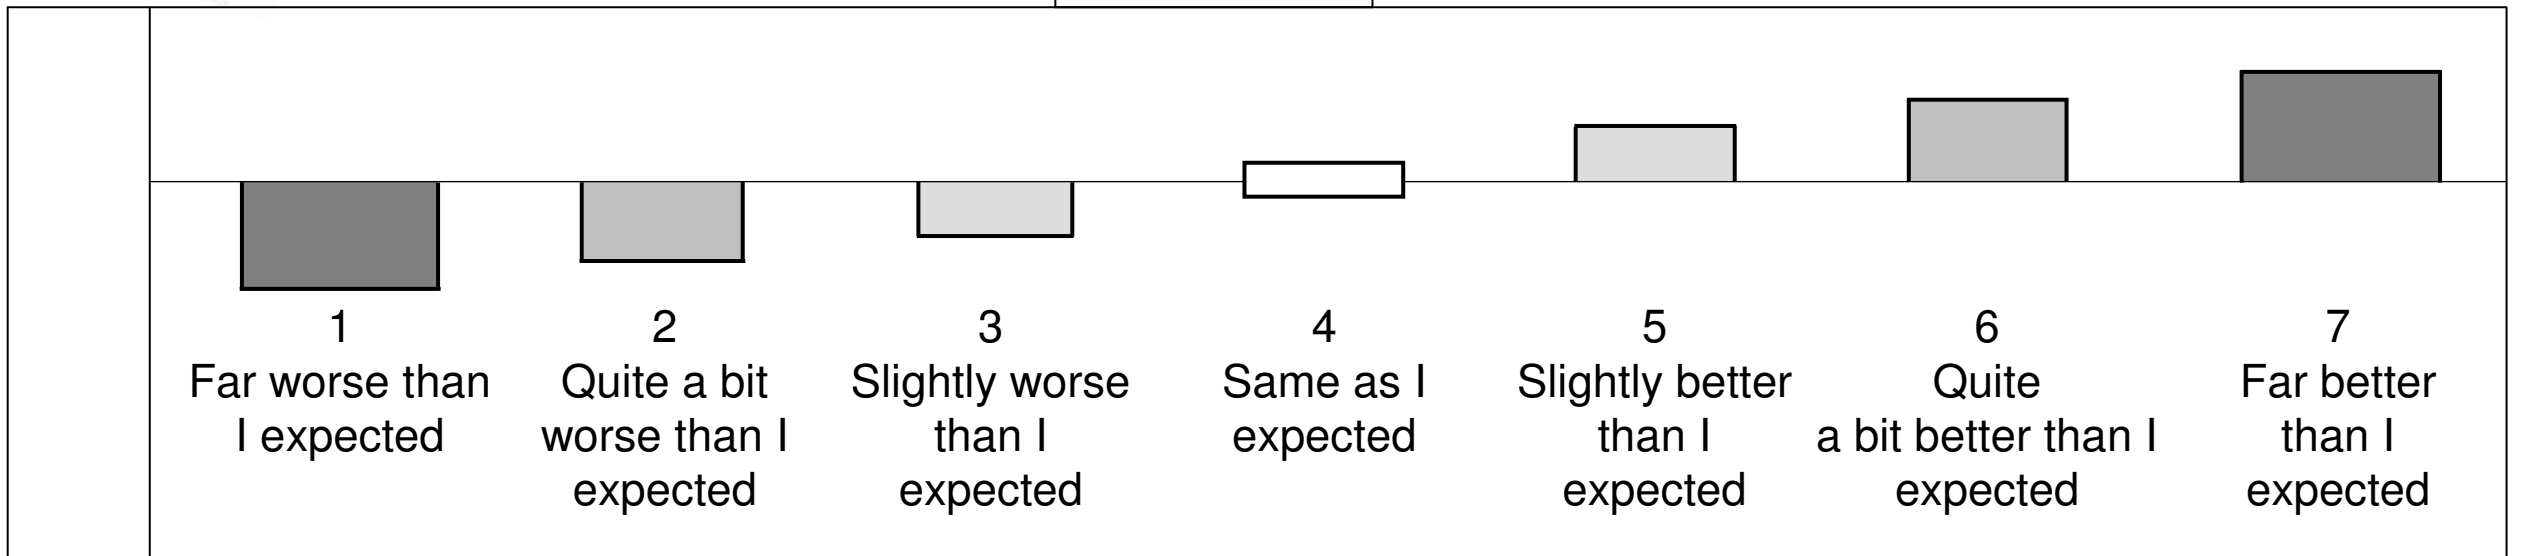 1
Far worse than
I expected
2
Quite a bit
worse than I
expected
3
Slightly worse
than I
expected
4
Same as I
expected
5
Slightly better
than I
expected
6
Quite
a bit better than I
expected
7
Far better
than I
expected